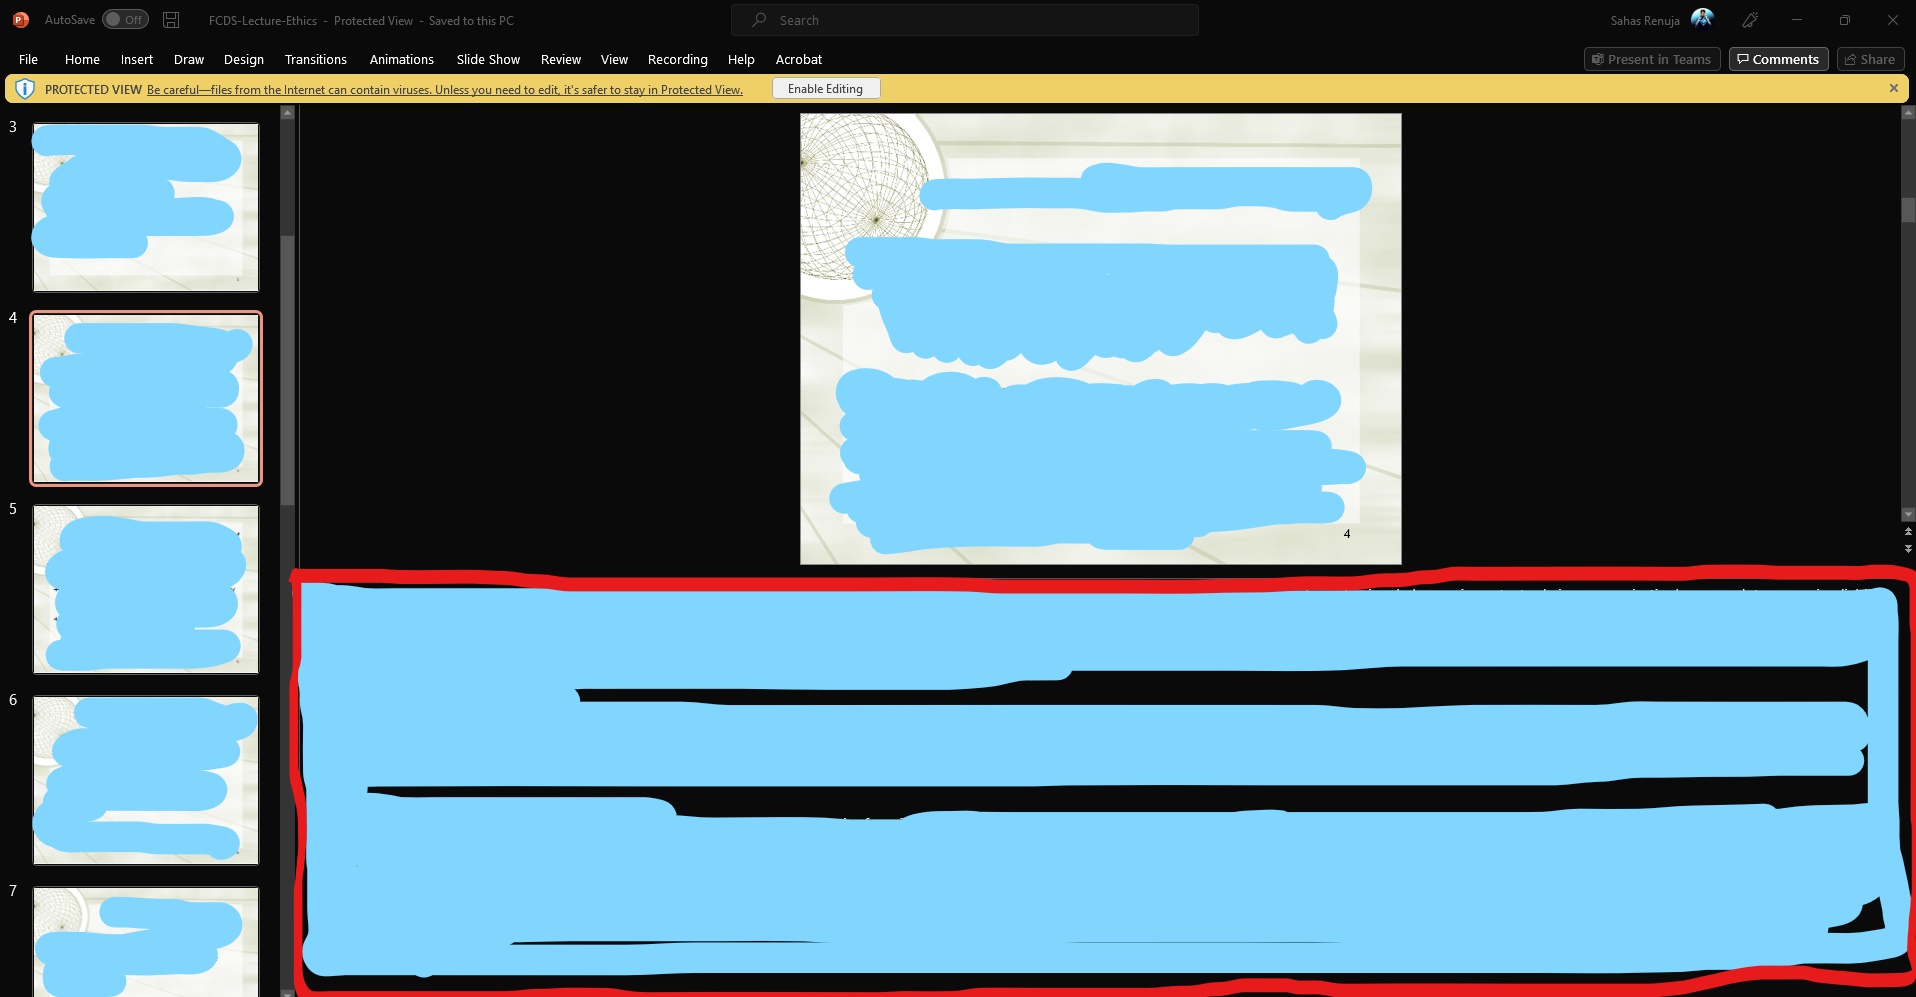 AutoSave Off FCDS-Lecture-Ethics - Protected View - Saved to this PC Search Sahas Renuja
File Home Insert Draw Design Transitions Animations Slide Show Review View Recording Help Acrobat Present in Teams Comments Share
PROTECTED VIEW Be careful—files from the Internet can contain viruses. Unless you need to edit, it's safer to stay in Protected View. Enable Editing
3
4
5
6
7
4